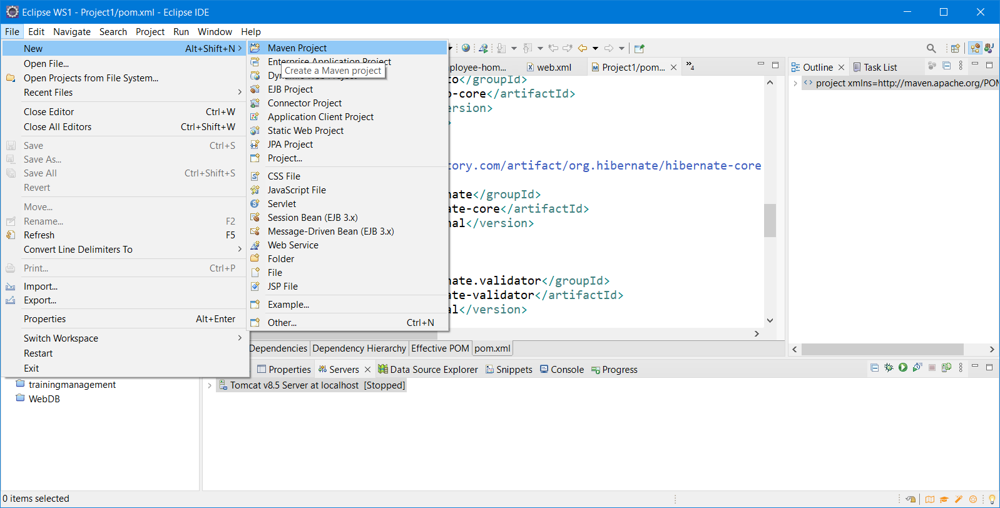 Eclipse WS1 - Project1/pom.xml - Eclipse IDE
File Edit Navigate Search Project Run Window Help
New Alt+Shift+N
Open File...
Open Projects from File System...
Recent Files
Close Editor Ctrl+W
Close All Editors Ctrl+Shift+W
Save Ctrl+S
Save As...
Save All Ctrl+Shift+S
Revert
Move...
Rename... F2
Refresh F5
Convert Line Delimiters To
Print... Ctrl+P
Import...
Export...
Properties Alt+Enter
Switch Workspace
Restart
Exit
Maven Project
Enterprise Application Project
Create a Maven project
EJB Project
Connector Project
Application Client Project
Static Web Project
JPA Project
Project...
CSS File
JavaScript File
Servlet
Session Bean (EJB 3.x)
Message-Driven Bean (EJB 3.x)
Web Service
Folder
File
JSP File
Example...
Other... Ctrl+N
ployee-hom... web.xml Project1/pom... »4
to</groupId>
o-core</artifactId>
ersion>
>
tory.com/artifact/org.hibernate/hibernate-core
nate</groupId>
ate-core</artifactId>
nal</version>
nate.validator</groupId>
ate-validator</artifactId>
al</version>
Dependencies Dependency Hierarchy Effective POM pom.xml
Outline Task List
project xmlns=http://maven.apache.org/POM
Properties Servers Data Source Explorer Snippets Console Progress
Tomcat v8.5 Server at localhost [Stopped]
trainingmanagement
WebDB
0 items selected